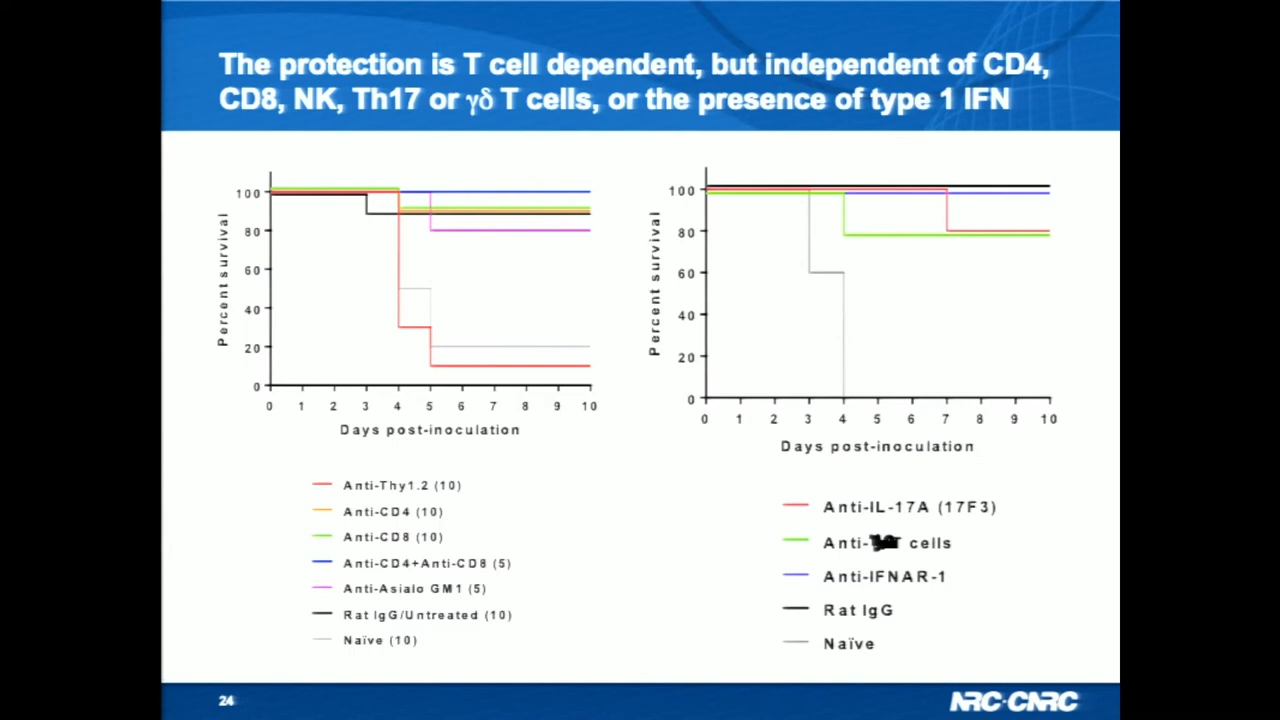 The protection is T cell dependent, but independent of CD4,
CD8, NK, Th17 or γδ T cells, or the presence of type 1 IFN
Percent survival
100
80
60
40
20
0
0 1 2 3 4 5 6 7 8 9 10
Days post-inoculation
Anti-Thy1.2 (10)
Anti-CD4 (10)
Anti-CD8 (10)
Anti-CD4+Anti-CD8 (5)
Anti-Asialo GM1 (5)
Rat IgG/Untreated (10)
Naïve (10)
Percent survival
100
80
60
40
20
0
0 1 2 3 4 5 6 7 8 9 10
Days post-inoculation
Anti-IL-17A (17F3)
Anti- T cells
Anti-IFNAR-1
Rat IgG
Naïve
24
NRC·CNRC